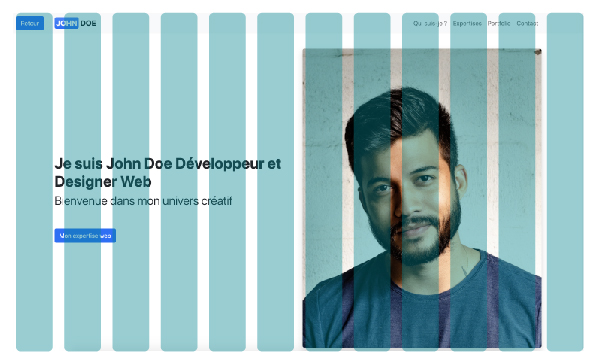 Retour
JOHN DOE
Qui suis-je ? Expertises Portfolio Contact
Je suis John Doe Développeur et
Designer Web
Bienvenue dans mon univers créatif
Mon expertise web